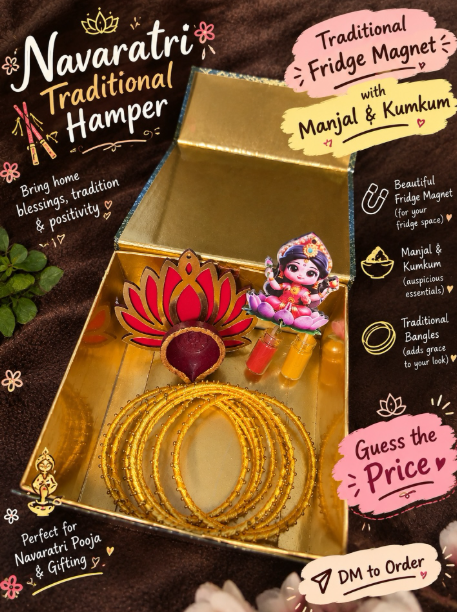 Navaratri
Traditional
Hamper
Bring home
blessings, tradition
& positivity
Traditional
Fridge Magnet
with
Manjal & Kumkum
Beautiful
Fridge Magnet
(for your
fridge space)
Manjal &
Kumkum
(auspicious
essentials)
Traditional
Bangles
(adds grace
to your look)
Guess the
Price
Perfect for
Navaratri Pooja
& Gifting
DM to Order